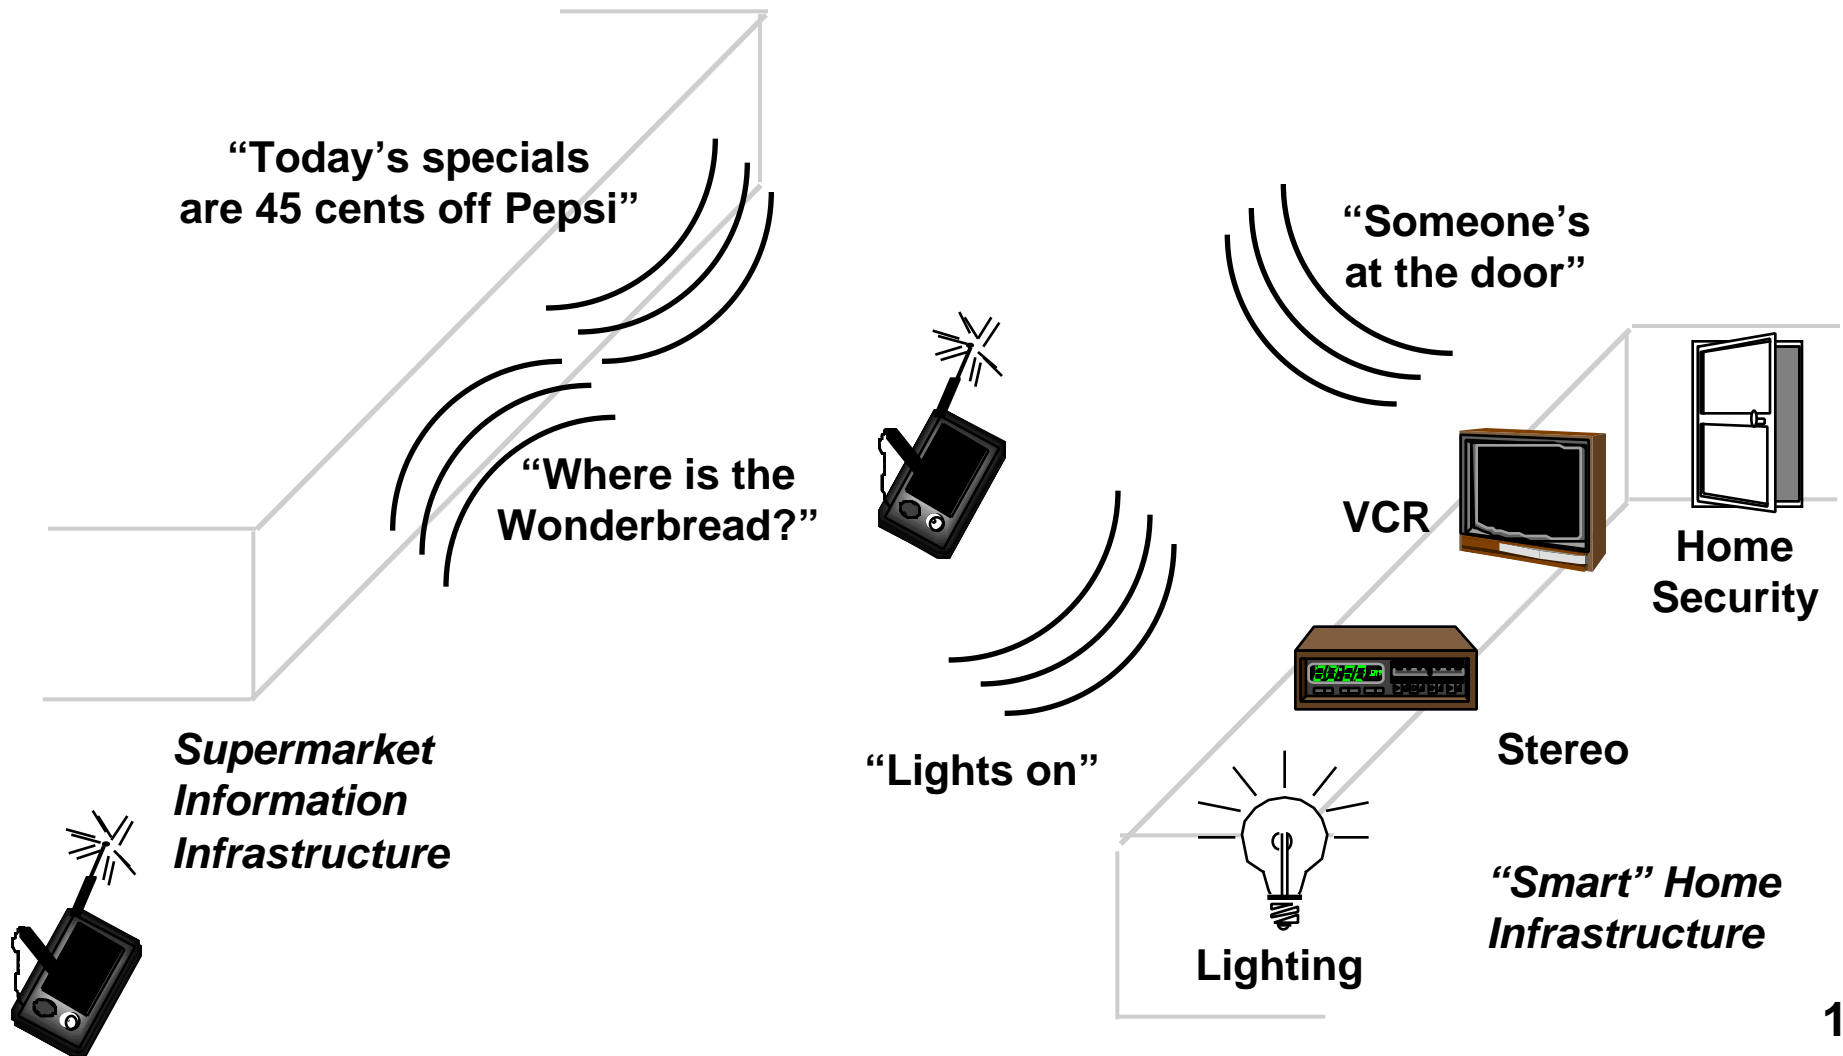 “Today’s specials
are 45 cents off Pepsi”
“Where is the
Wonderbread?”
Supermarket
Information
Infrastructure
“Someone’s
at the door”
VCR
Home
Security
Stereo
“Lights on”
Lighting
“Smart” Home
Infrastructure
1